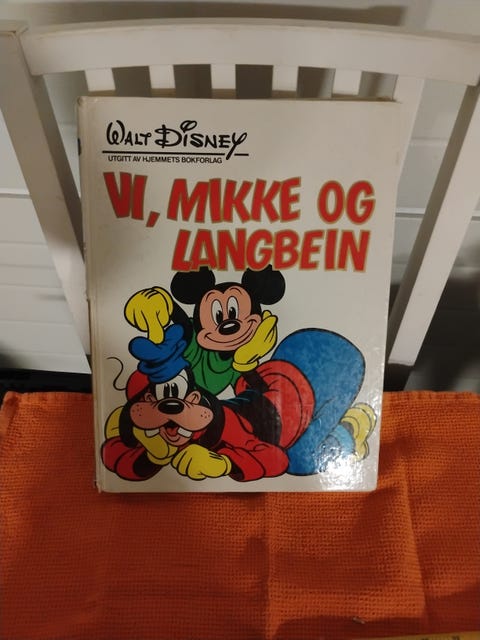 WALT DISNEY
UTGITT AV HJEMMETS BOKFORLAG
VI, MIKKE OG
LANGBEIN